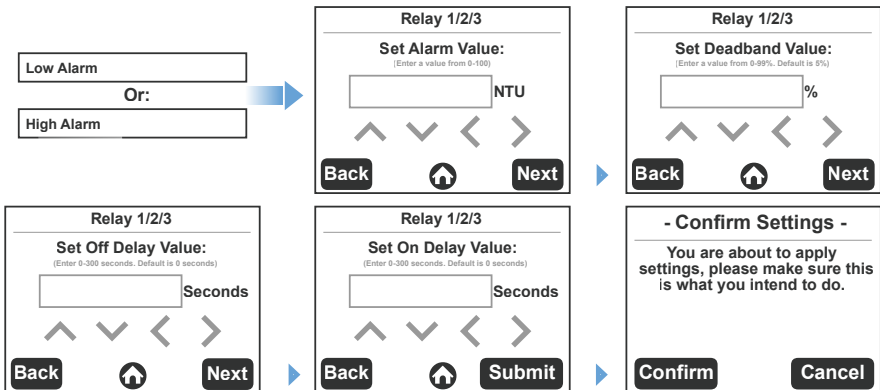 Low Alarm
Or:
High Alarm
Relay 1/2/3
Set Alarm Value:
(Enter a value from 0-100)
NTU
Back
Next
Relay 1/2/3
Set Deadband Value:
(Enter a value from 0-99%. Default is 5%)
%
Back
Next
Relay 1/2/3
Set Off Delay Value:
(Enter 0-300 seconds. Default is 0 seconds)
Seconds
Back
Next
Relay 1/2/3
Set On Delay Value:
(Enter 0-300 seconds. Default is 0 seconds)
Seconds
Back
Submit
- Confirm Settings -
You are about to apply
settings, please make sure this
is what you intend to do.
Confirm
Cancel